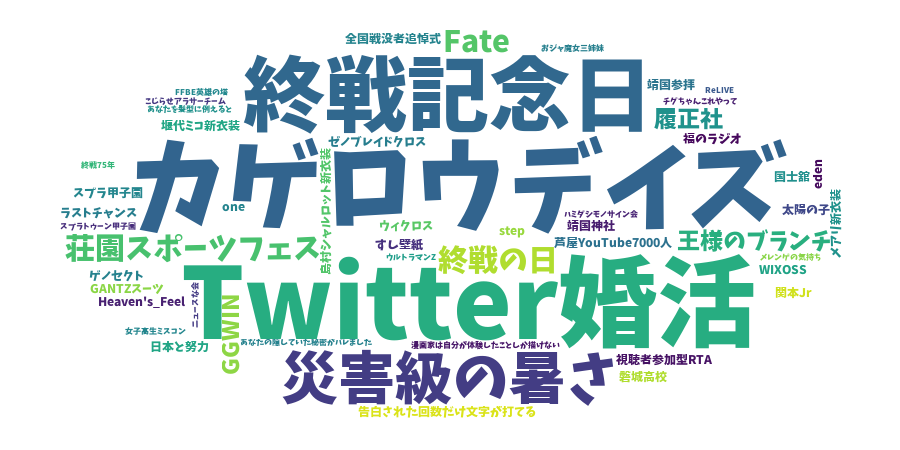 全国戦没者追悼式
Fate
おジャ魔女三姉妹
終戦記念日
靖国参拝
ReLIVE
FFBE英雄の塔
こじらせアラサーチーム
チゲちゃんこれやって
あなたを髪型に例えると
堰代ミコ新衣装
履正社
福のラジオ
ゼノブレイドクロス
カゲロウデイズ
終戦75年
島村シャルロット新衣装
国士舘
eden
スプラ甲子園
one
太陽の子
メアリ新衣装
ラストチャンス
ハミダシモノサイン会
スプラトゥーン甲子園
ウィクロス
step
靖国神社
荘園スポーツフェス
すし壁紙
芦屋YouTube7000人
王様のブランチ
ウルトラマンZ
終戦の日
メレンゲの気持ち
ゲノセクト
WIXOSS
GANTZスーツ
Twitter婚活
Heaven's_Feel
関本Jr
GGWIN
女子高生ミスコン
日本と努力
あなたの隠していた秘密がバレました
漫画家は自分が体験したことしか描けない
災害級の暑さ
視聴者参加型RTA
磐城高校
告白された回数だけ文字が打てる